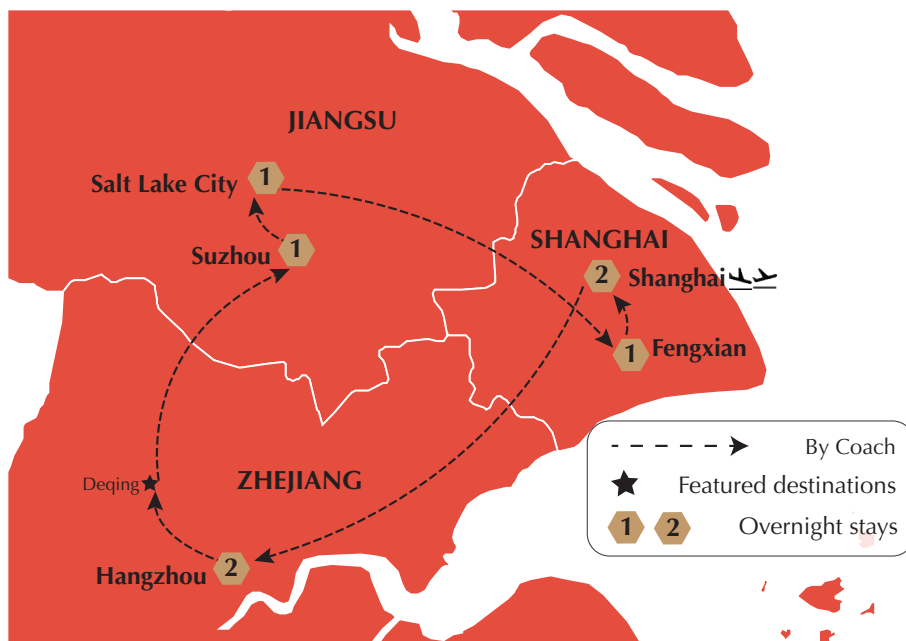 JIANGSU
Salt Lake City
1
Suzhou
1
SHANGHAI
2
Shanghai
1
Fengxian
Deqing
ZHEJIANG
Hangzhou
2
By Coach
Featured destinations
1 2 Overnight stays